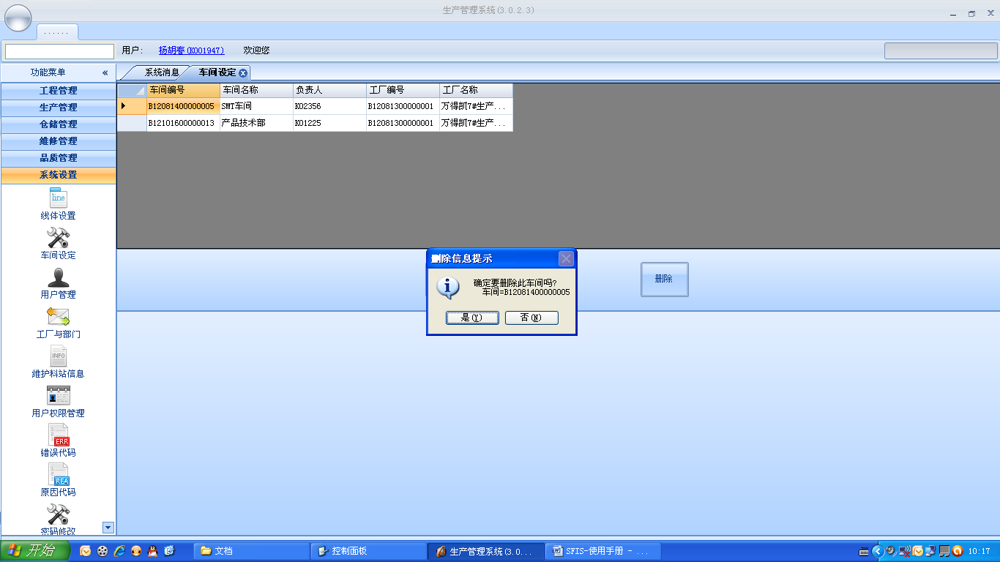 生产管理系统(3.0.2.3)
......
用户: 杨胡春(K001947) 欢迎您
功能菜单 «
系统消息 车间设定
工程管理
生产管理
仓储管理
维修管理
品质管理
系统设置
line
线体设置
车间设定
用户管理
工厂与部门
INFO
维护料站信息
用户权限管理
ERR
错误代码
REA
原因代码
密码修改
车间编号 车间名称 负责人 工厂编号 工厂名称
B12081400000005 SMT车间 K02356 B12081300000001 万得凯7#生产...
B12101600000013 产品技术部 K01225 B12081300000001 万得凯7#生产...
删除信息提示
确定要删除此车间吗?
车间=B12081400000005
是(Y) 否(N)
删除
开始 文档 控制面板 生产管理系统(3.0... SFIS-使用手册 - ... 10:17